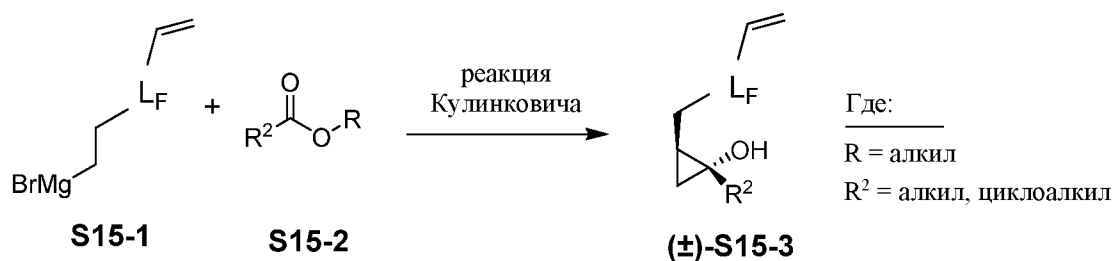 L_F
BrMg
S15-1
+
R²
O
O
R
S15-2
реакция
Кулинковича
L_F
OH
R²
(±)-S15-3
Где:
R = алкил
R² = алкил, циклоалкил